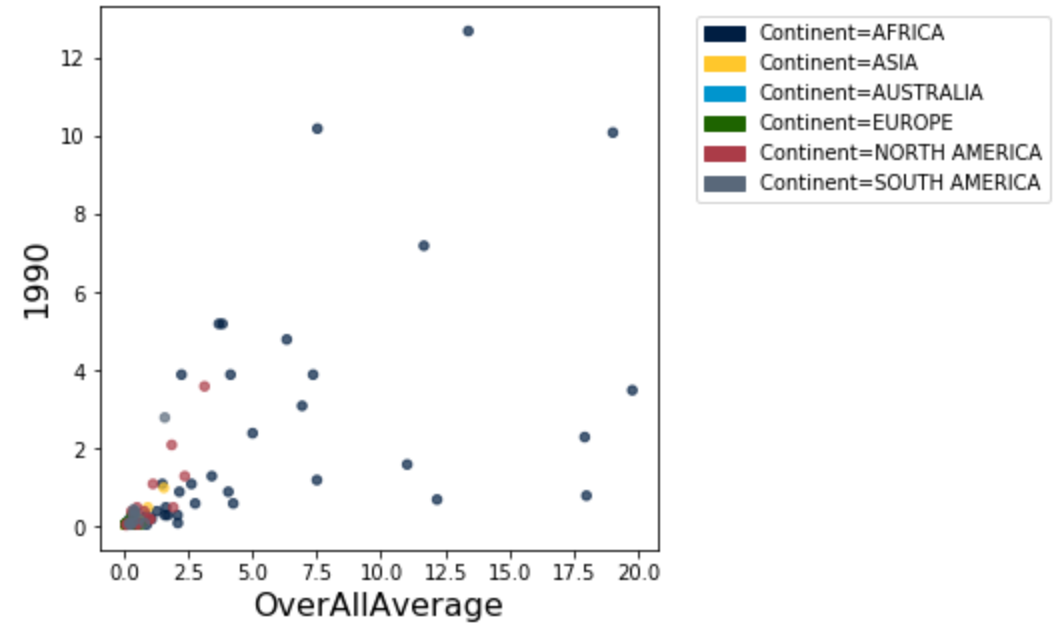 12
10
8
6
4
2
0
1990
0.0 2.5 5.0 7.5 10.0 12.5 15.0 17.5 20.0
OverAllAverage
Continent=AFRICA
Continent=ASIA
Continent=AUSTRALIA
Continent=EUROPE
Continent=NORTH AMERICA
Continent=SOUTH AMERICA